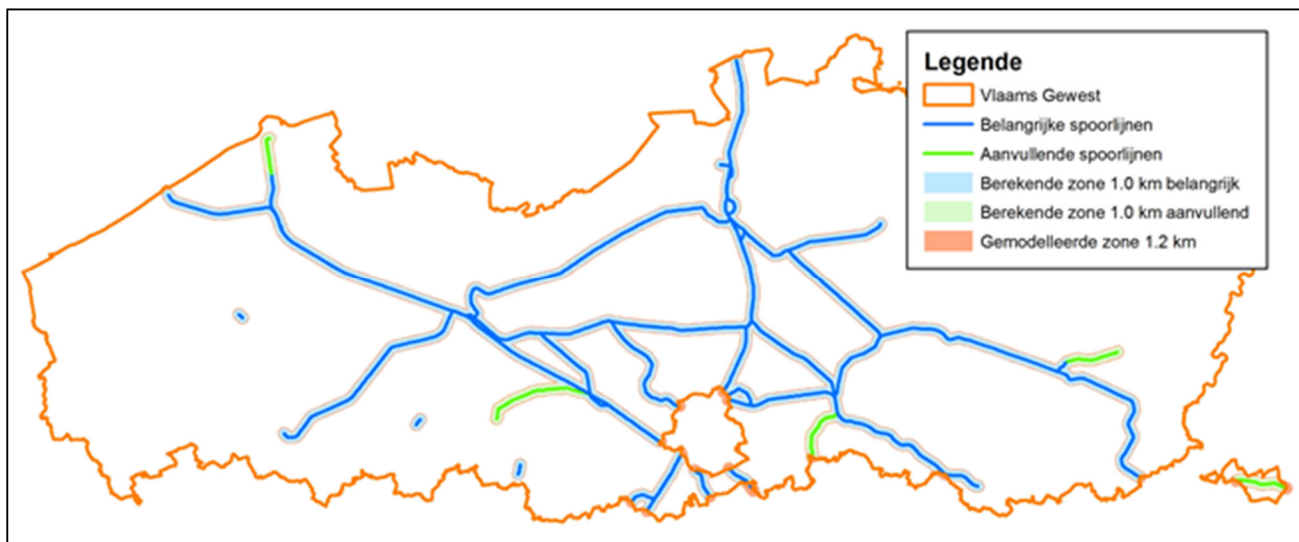 Legende
Vlaams Gewest
Belangrijke spoorlijnen
Aanvullende spoorlijnen
Berekende zone 1.0 km belangrijk
Berekende zone 1.0 km aanvullend
Gemodelleerde zone 1.2 km